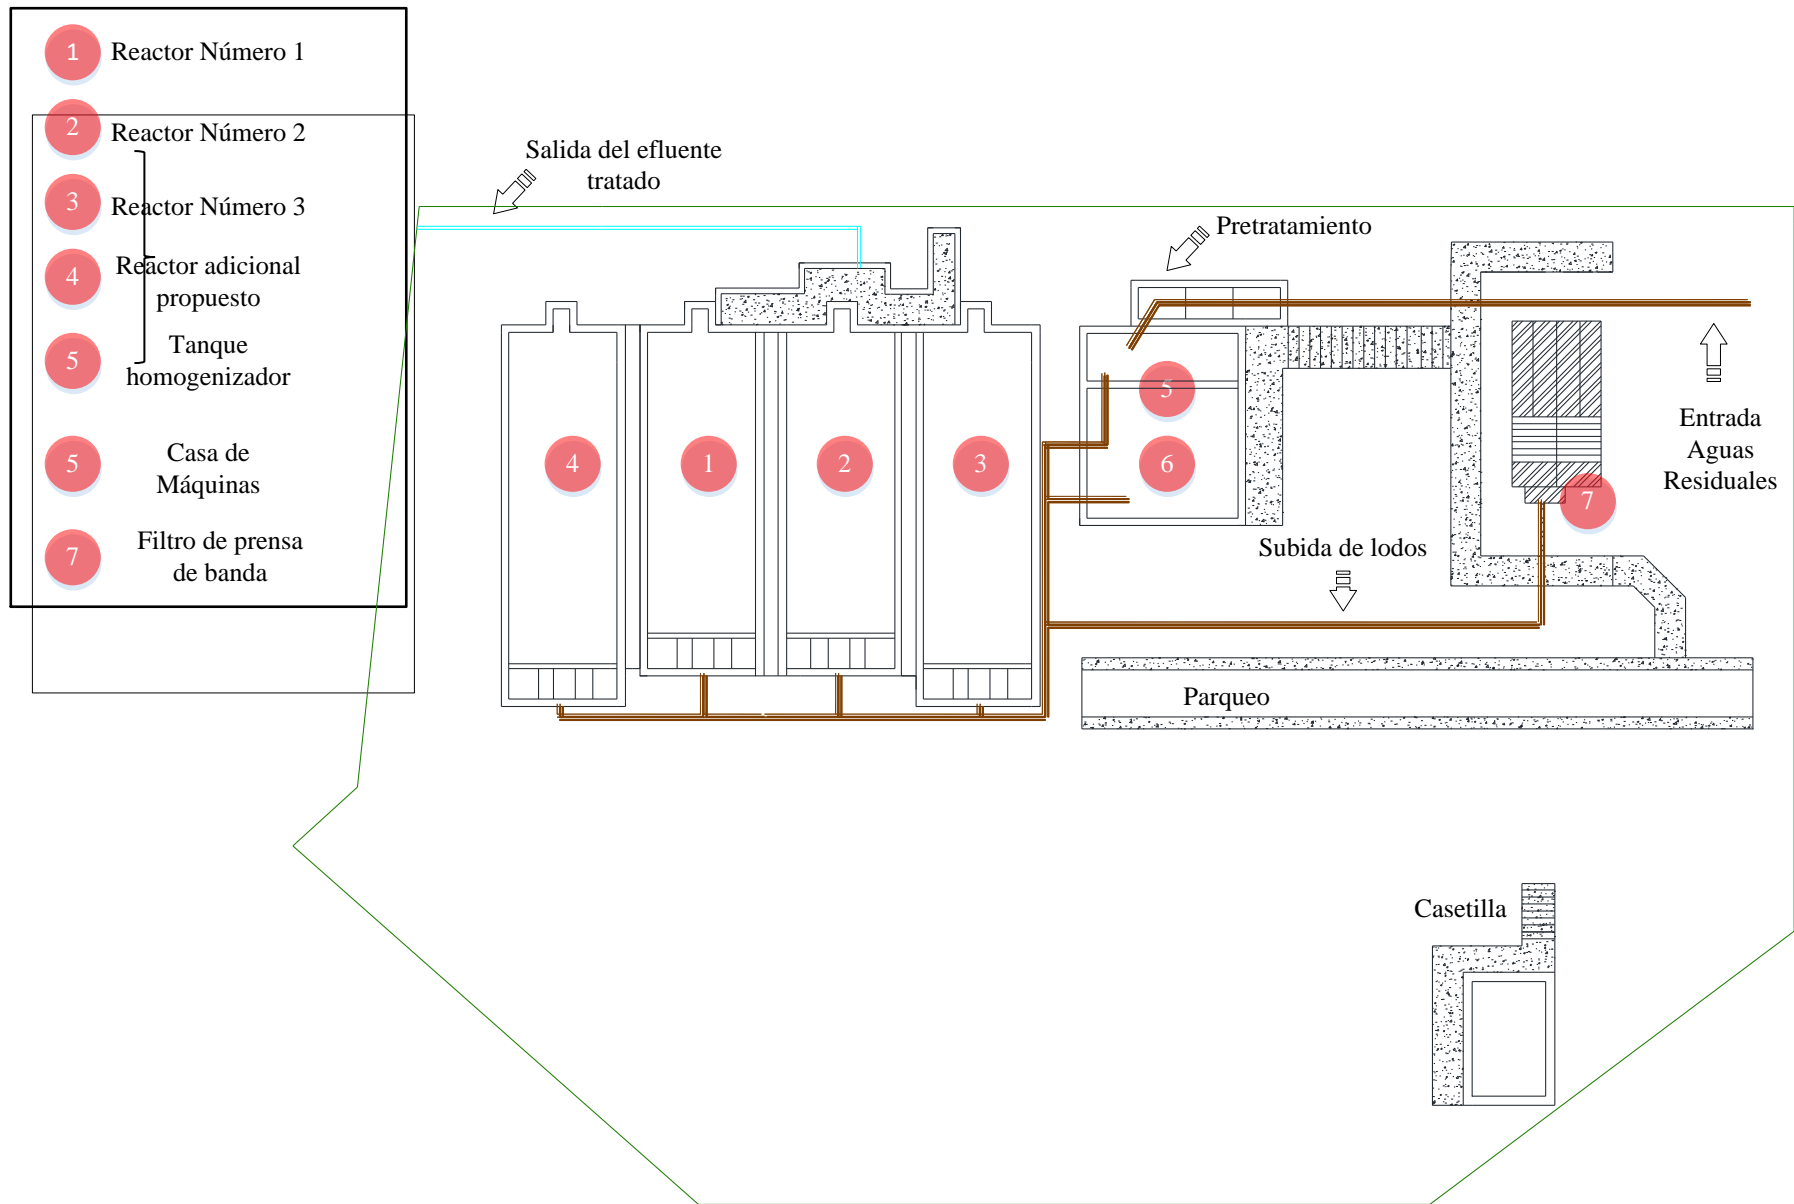 1 Reactor Número 1
2 Reactor Número 2
3 Reactor Número 3
4 Reactor adicional
propuesto
5 Tanque
homogenizador
5 Casa de
Máquinas
7 Filtro de prensa
de banda
Salida del efluente
tratado
Pretratamiento
Entrada
Aguas
Residuales
5
4 1 2 3 6
7
Subida de lodos
Parqueo
Casetilla